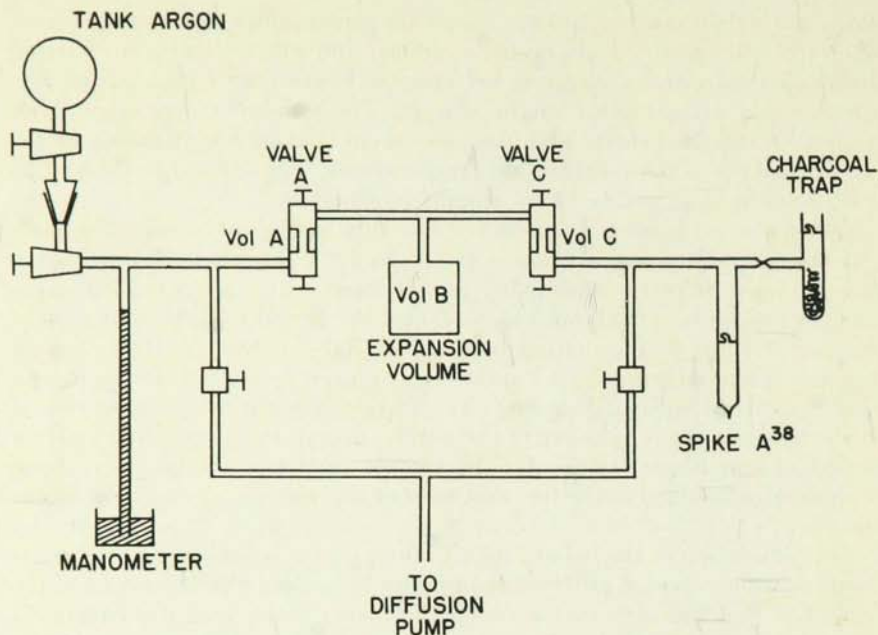 TANK ARGON
VALVE
A
VALVE
C
CHARCOAL
TRAP
Vol A
Vol C
Vol B
EXPANSION
VOLUME
SPIKE A³⁸
MANOMETER
TO
DIFFUSION
PUMP